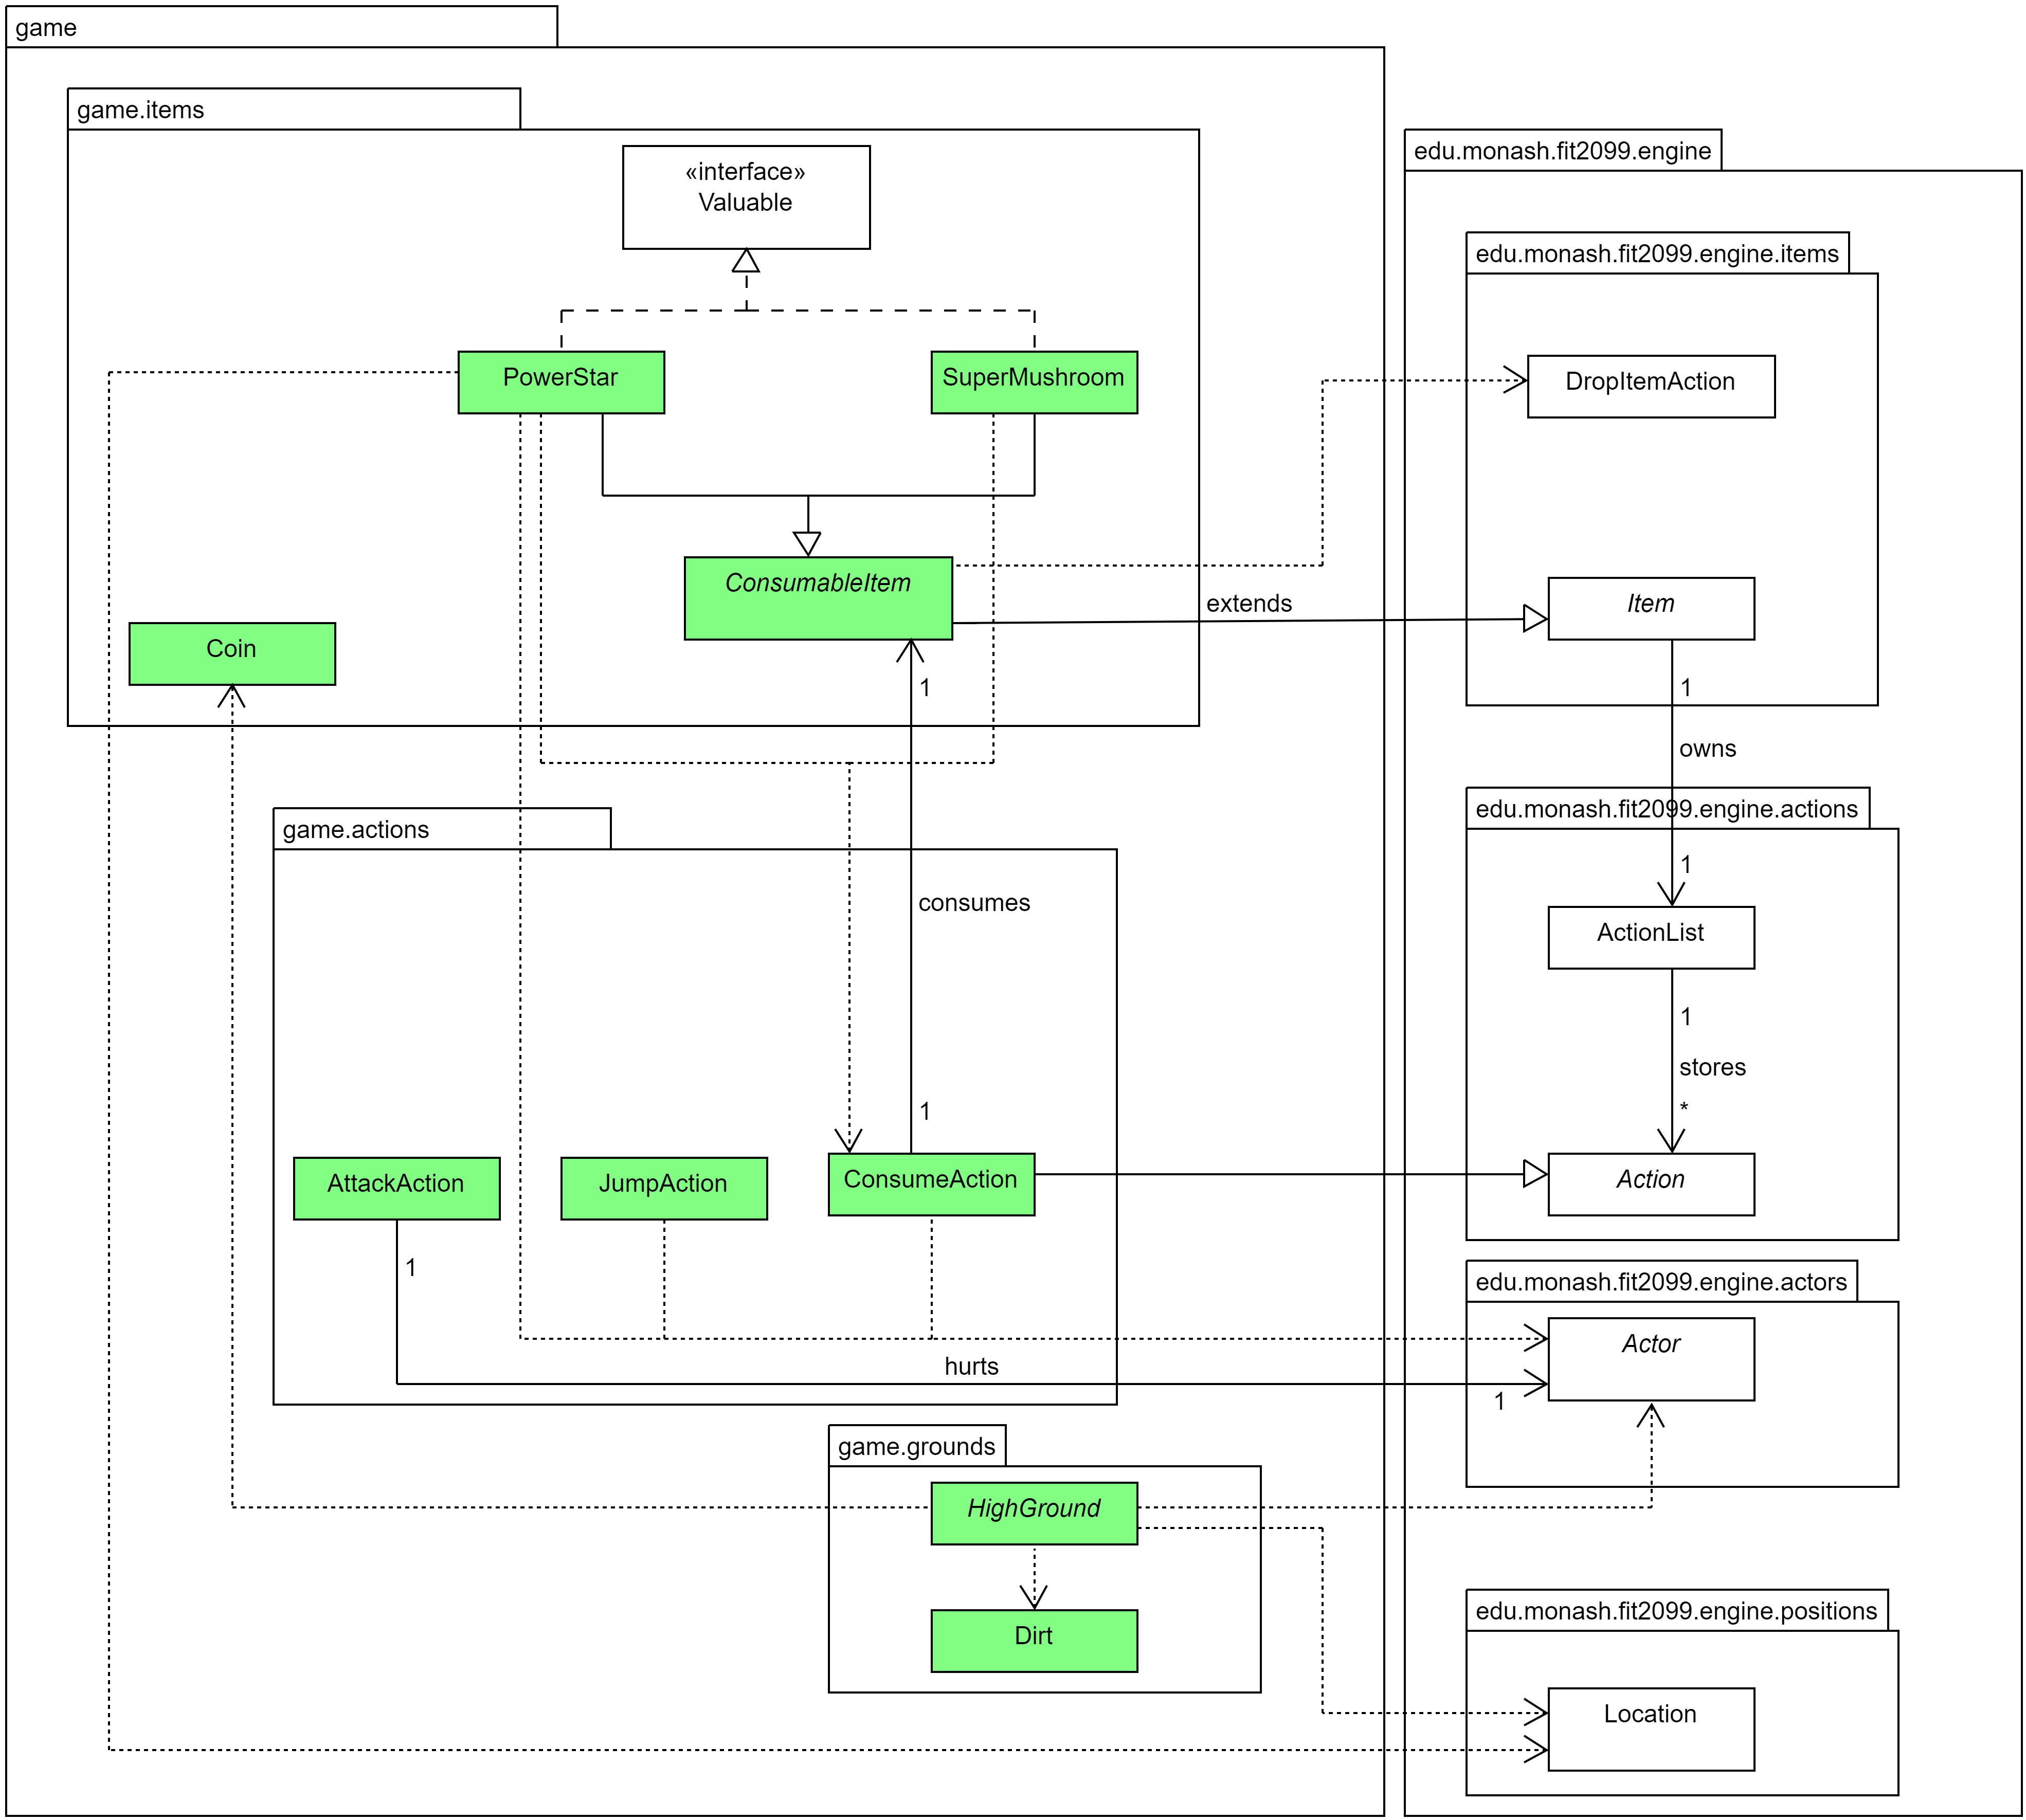 game
game.items
«interface»
Valuable
edu.monash.fit2099.engine
edu.monash.fit2099.engine.items
PowerStar
SuperMushroom
DropItemAction
ConsumableItem
extends
Item
Coin
1
1
owns
game.actions
edu.monash.fit2099.engine.actions
1
consumes
ActionList
1
stores
1
*
AttackAction
JumpAction
ConsumeAction
Action
1
edu.monash.fit2099.engine.actors
Actor
hurts
1
game.grounds
HighGround
Dirt
edu.monash.fit2099.engine.positions
Location